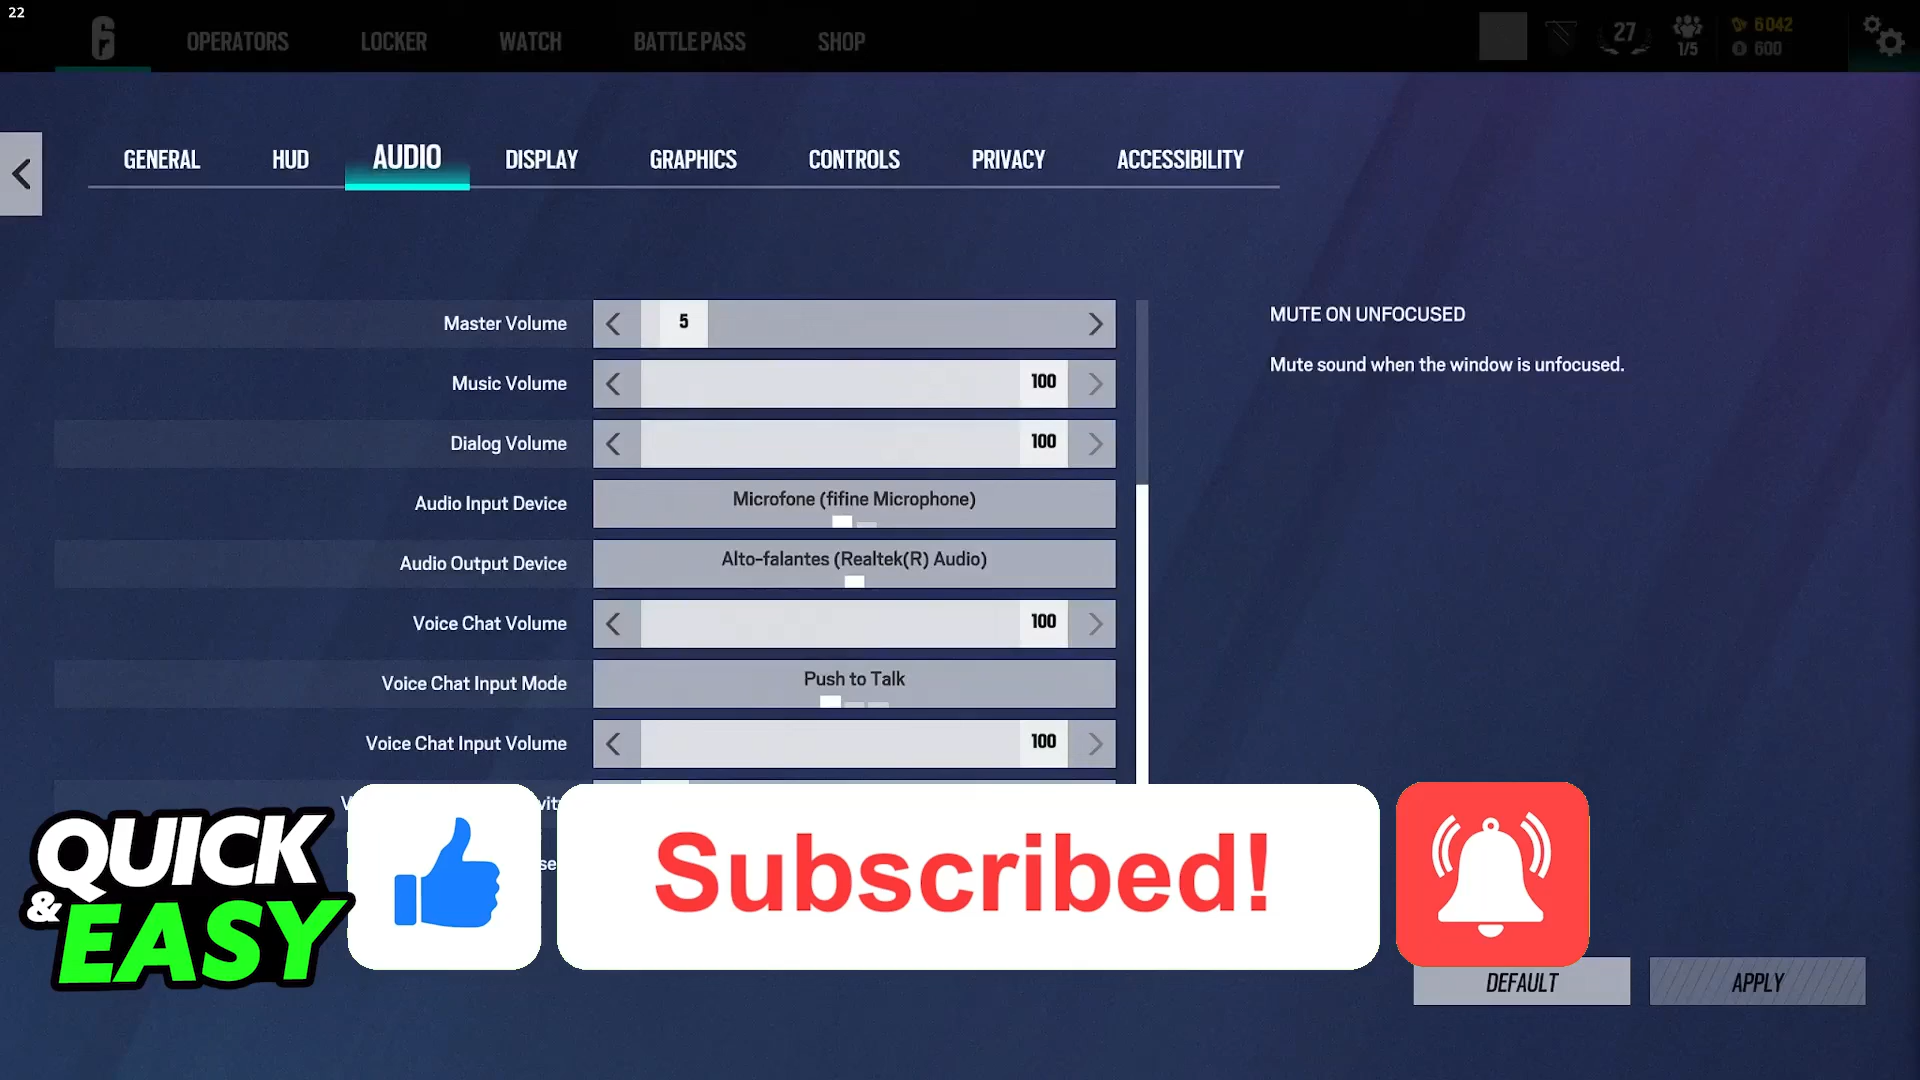 22
OPERATORS LOCKER WATCH BATTLE PASS SHOP
27
1/5
6 042
600
GENERAL HUD AUDIO DISPLAY GRAPHICS CONTROLS PRIVACY ACCESSIBILITY
Master Volume 5
MUTE ON UNFOCUSED
Mute sound when the window is unfocused.
Music Volume 100
Dialog Volume 100
Audio Input Device Microfone (fifine Microphone)
Audio Output Device Alto-falantes (Realtek(R) Audio)
Voice Chat Volume 100
Voice Chat Input Mode Push to Talk
Voice Chat Input Volume 100
QUICK
& EASY
Subscribed!
DEFAULT APPLY